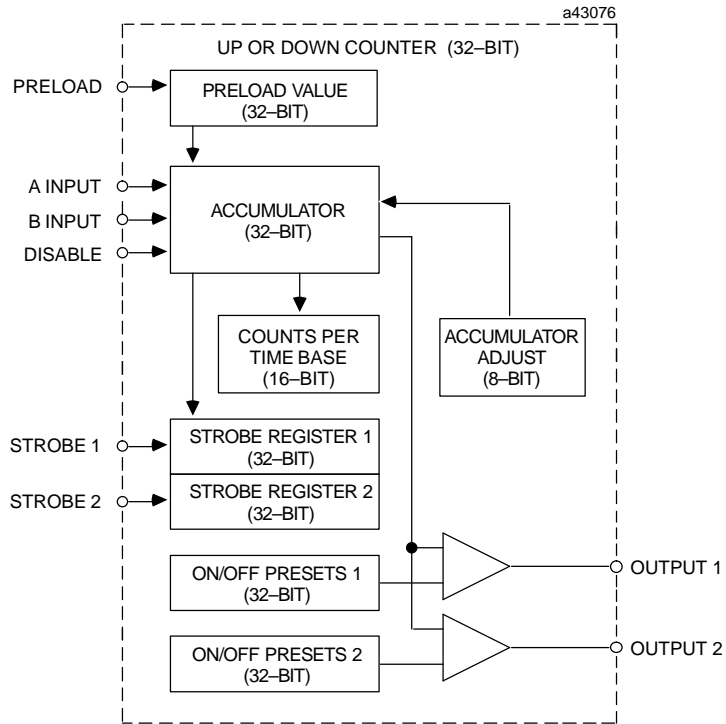 a43076
UP OR DOWN COUNTER (32–BIT)
PRELOAD
PRELOAD VALUE
(32–BIT)
A INPUT
B INPUT
DISABLE
ACCUMULATOR
(32–BIT)
COUNTS PER
TIME BASE
(16–BIT)
ACCUMULATOR
ADJUST
(8–BIT)
STROBE 1
STROBE REGISTER 1
(32–BIT)
STROBE 2
STROBE REGISTER 2
(32–BIT)
ON/OFF PRESETS 1
(32–BIT)
OUTPUT 1
ON/OFF PRESETS 2
(32–BIT)
OUTPUT 2